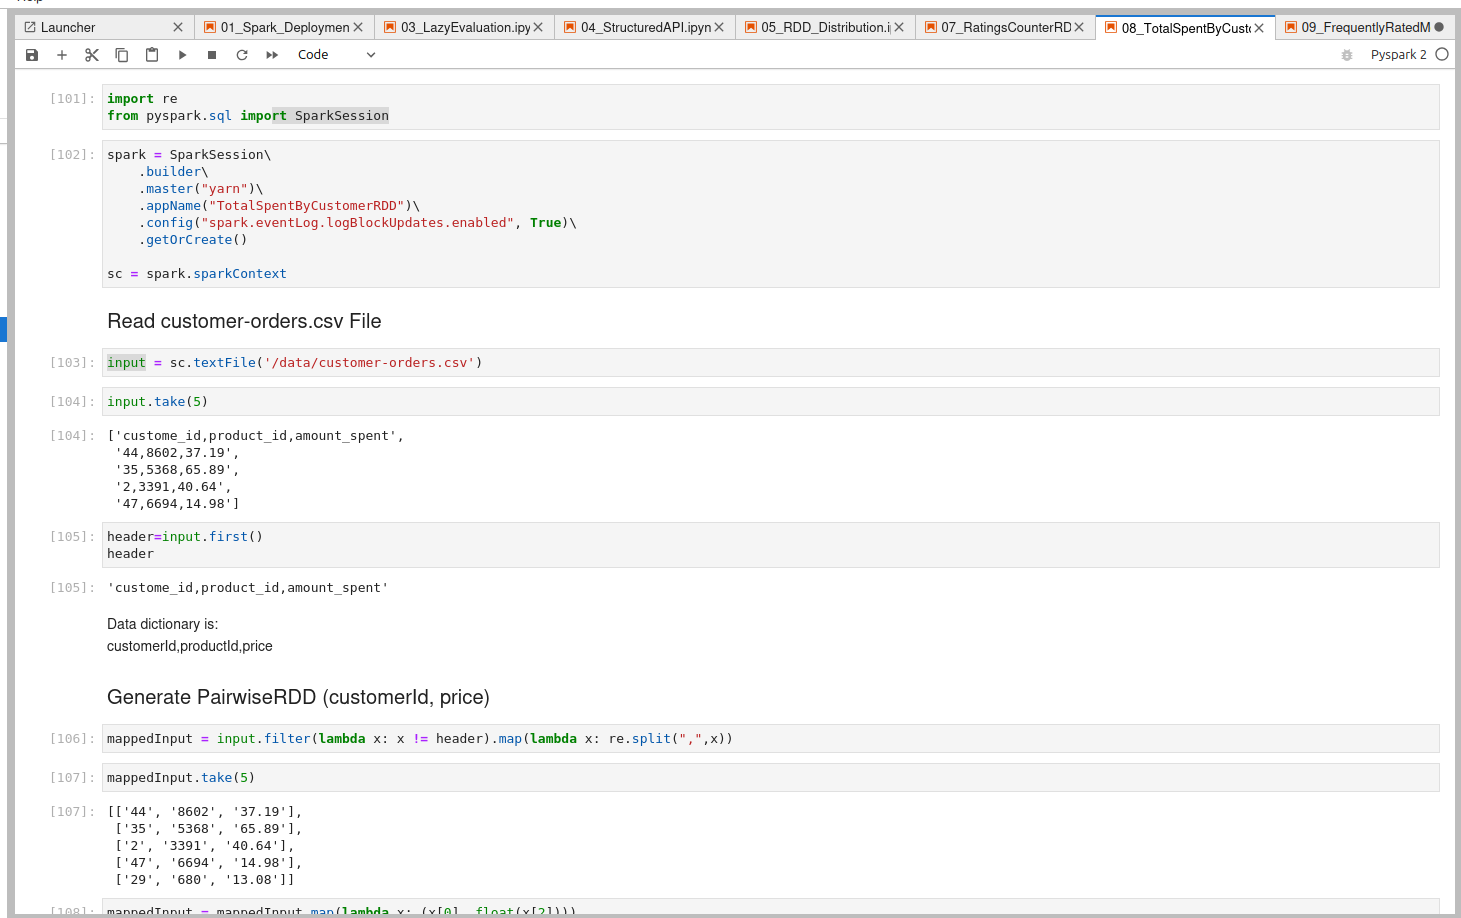 Launcher
01_Spark_Deploymen
03_LazyEvaluation.ipy
04_StructuredAPI.ipyn
05_RDD_Distribution.i
07_RatingsCounterRD
08_TotalSpentByCust
09_FrequentlyRatedM
Code
Pyspark 2
[101]: import re
from pyspark.sql import SparkSession
[102]: spark = SparkSession\
.builder\
.master("yarn")\
.appName("TotalSpentByCustomerRDD")\
.config("spark.eventLog.logBlockUpdates.enabled", True)\
.getOrCreate()
sc = spark.sparkContext
Read customer-orders.csv File
[103]: input = sc.textFile('/data/customer-orders.csv')
[104]: input.take(5)
[104]: ['custome_id,product_id,amount_spent',
'44,8602,37.19',
'35,5368,65.89',
'2,3391,40.64',
'47,6694,14.98']
[105]: header=input.first()
header
[105]: 'custome_id,product_id,amount_spent'
Data dictionary is:
customerId,productId,price
Generate PairwiseRDD (customerId, price)
[106]: mappedInput = input.filter(lambda x: x != header).map(lambda x: re.split(",",x))
[107]: mappedInput.take(5)
[107]: [['44', '8602', '37.19'],
['35', '5368', '65.89'],
['2', '3391', '40.64'],
['47', '6694', '14.98'],
['29', '680', '13.08']]
[108]: mappedInput = mappedInput.map(lambda x: (x[0], float(x[2])))